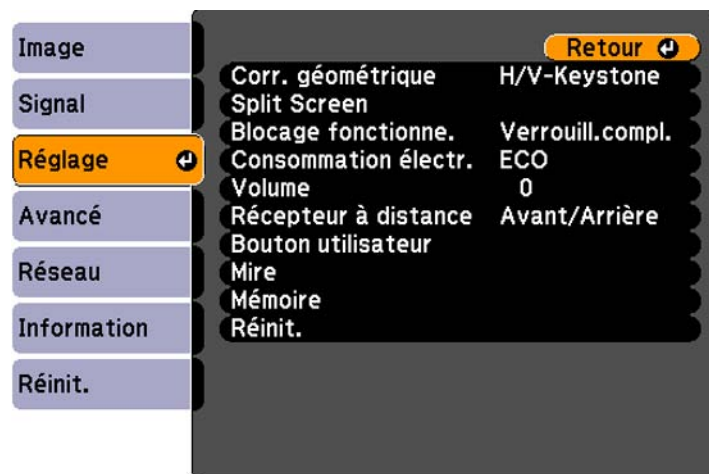 Image
Signal
Réglage
Avancé
Réseau
Information
Réinit.
Retour
Corr. géométrique H/V-Keystone
Split Screen
Blocage fonctionne. Verrouill.compl.
Consommation électr. ECO
Volume 0
Récepteur à distance Avant/Arrière
Bouton utilisateur
Mire
Mémoire
Réinit.